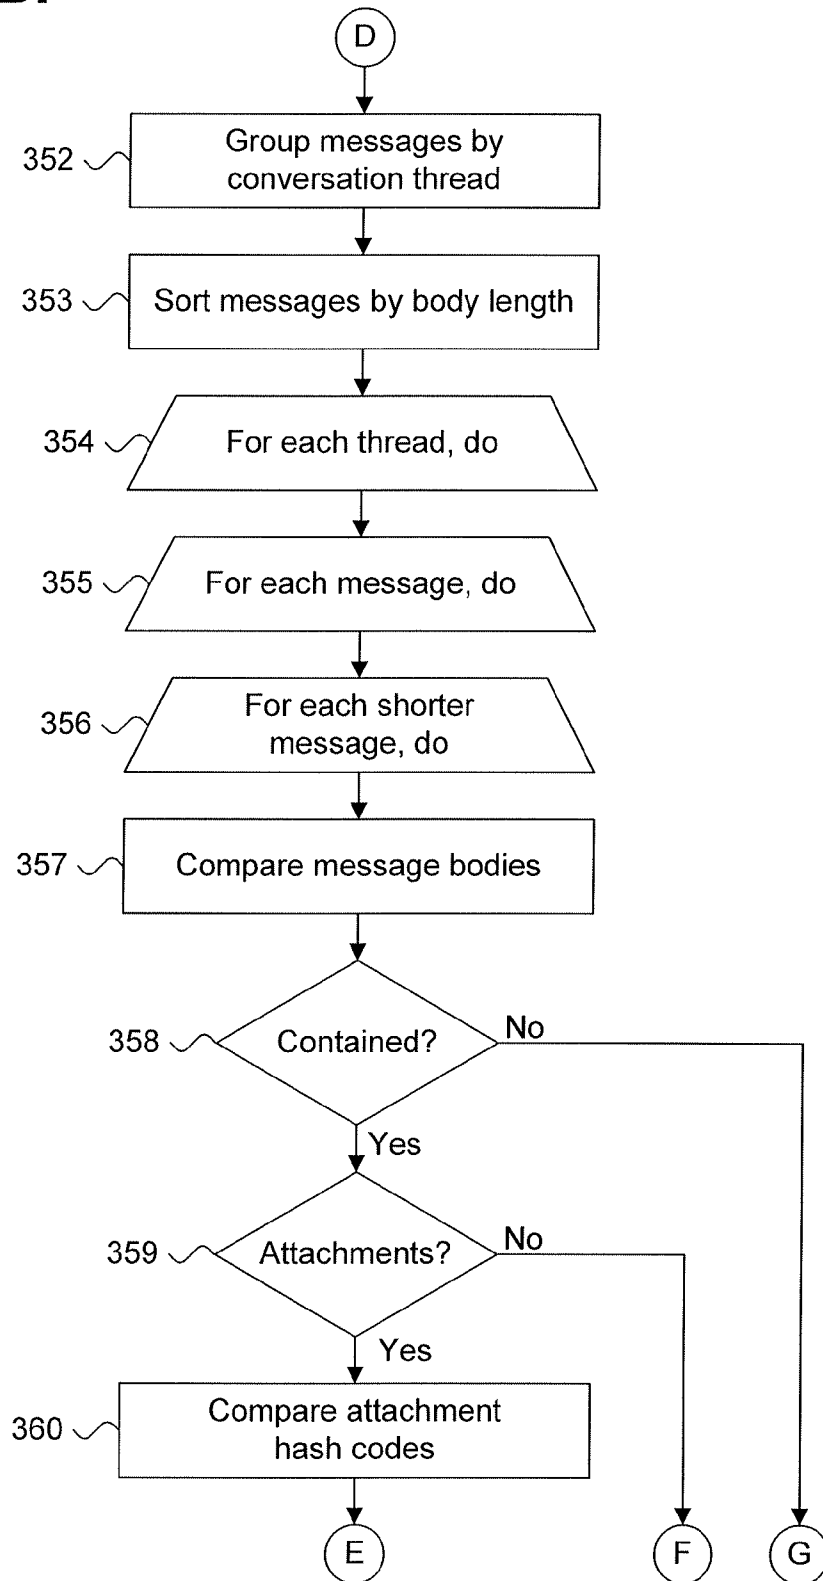 D
352
Group messages by
conversation thread
353
Sort messages by body length
354
For each thread, do
355
For each message, do
356
For each shorter
message, do
357
Compare message bodies
358
Contained?
No
Yes
359
Attachments?
No
Yes
360
Compare attachment
hash codes
E
F
G